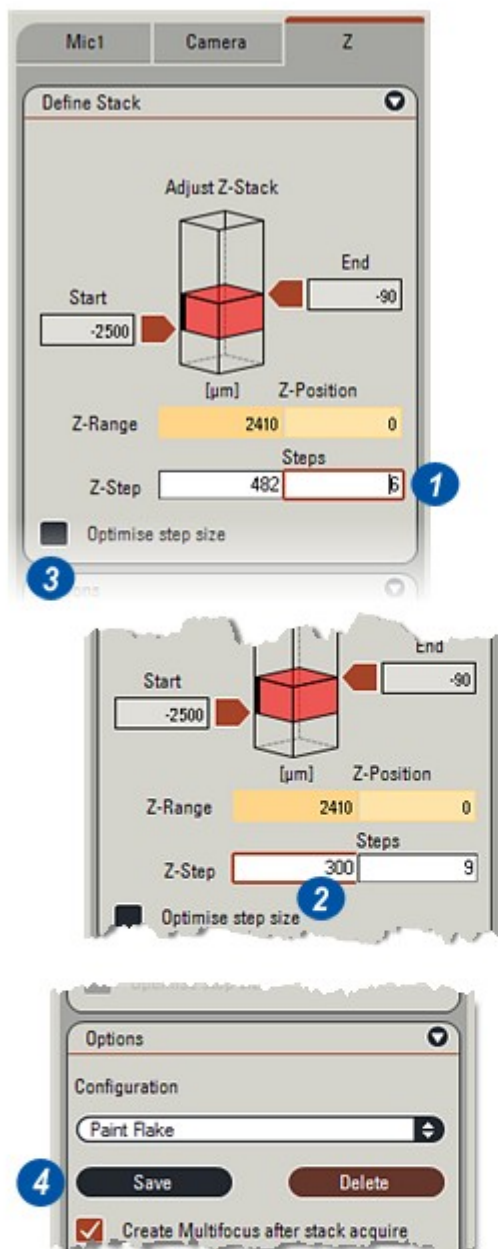 Mic1 Camera Z
Define Stack
Adjust Z-Stack
End
Start
-90
-2500
[µm] Z-Position
Z-Range 2410 0
Steps
Z-Step 482 6 1
Optimise step size
3
End
Start
-90
-2500
[µm] Z-Position
Z-Range 2410 0
Steps
Z-Step 300 9
2
Optimise step size
Options
Configuration
Paint Flake
4 Save Delete
Create Multifocus after stack acquire